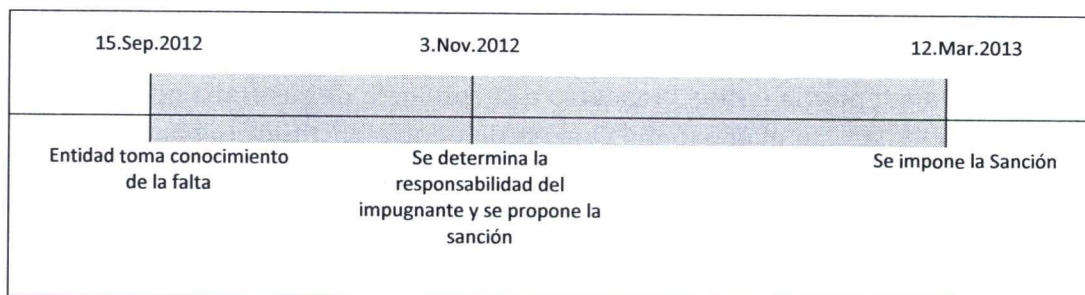 15.Sep.2012
3.Nov.2012
12.Mar.2013
Entidad toma conocimiento
de la falta
Se determina la
responsabilidad del
impugnante y se propone la
sanción
Se impone la Sanción